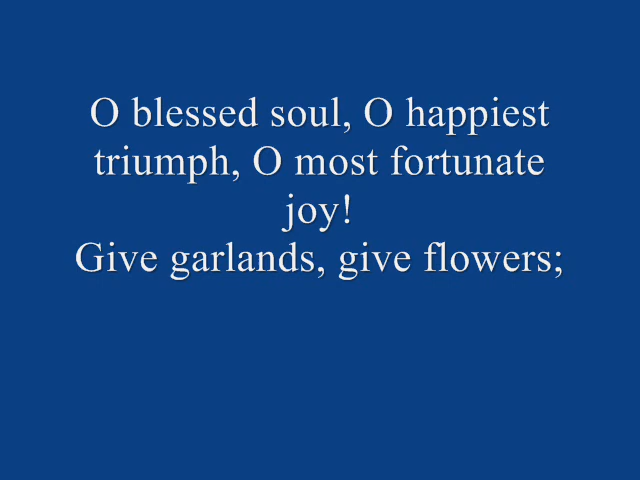 O blessed soul, O happiest
triumph, O most fortunate
joy!
Give garlands, give flowers;